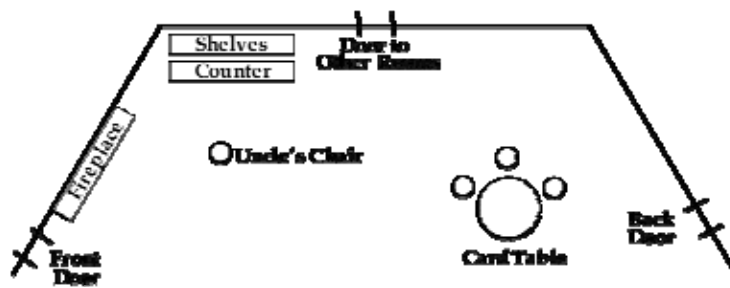 Shelves
Counter
Door to
Other Rooms
Fireplace
Uncle's Chair
Front
Door
Card Table
Back
Door